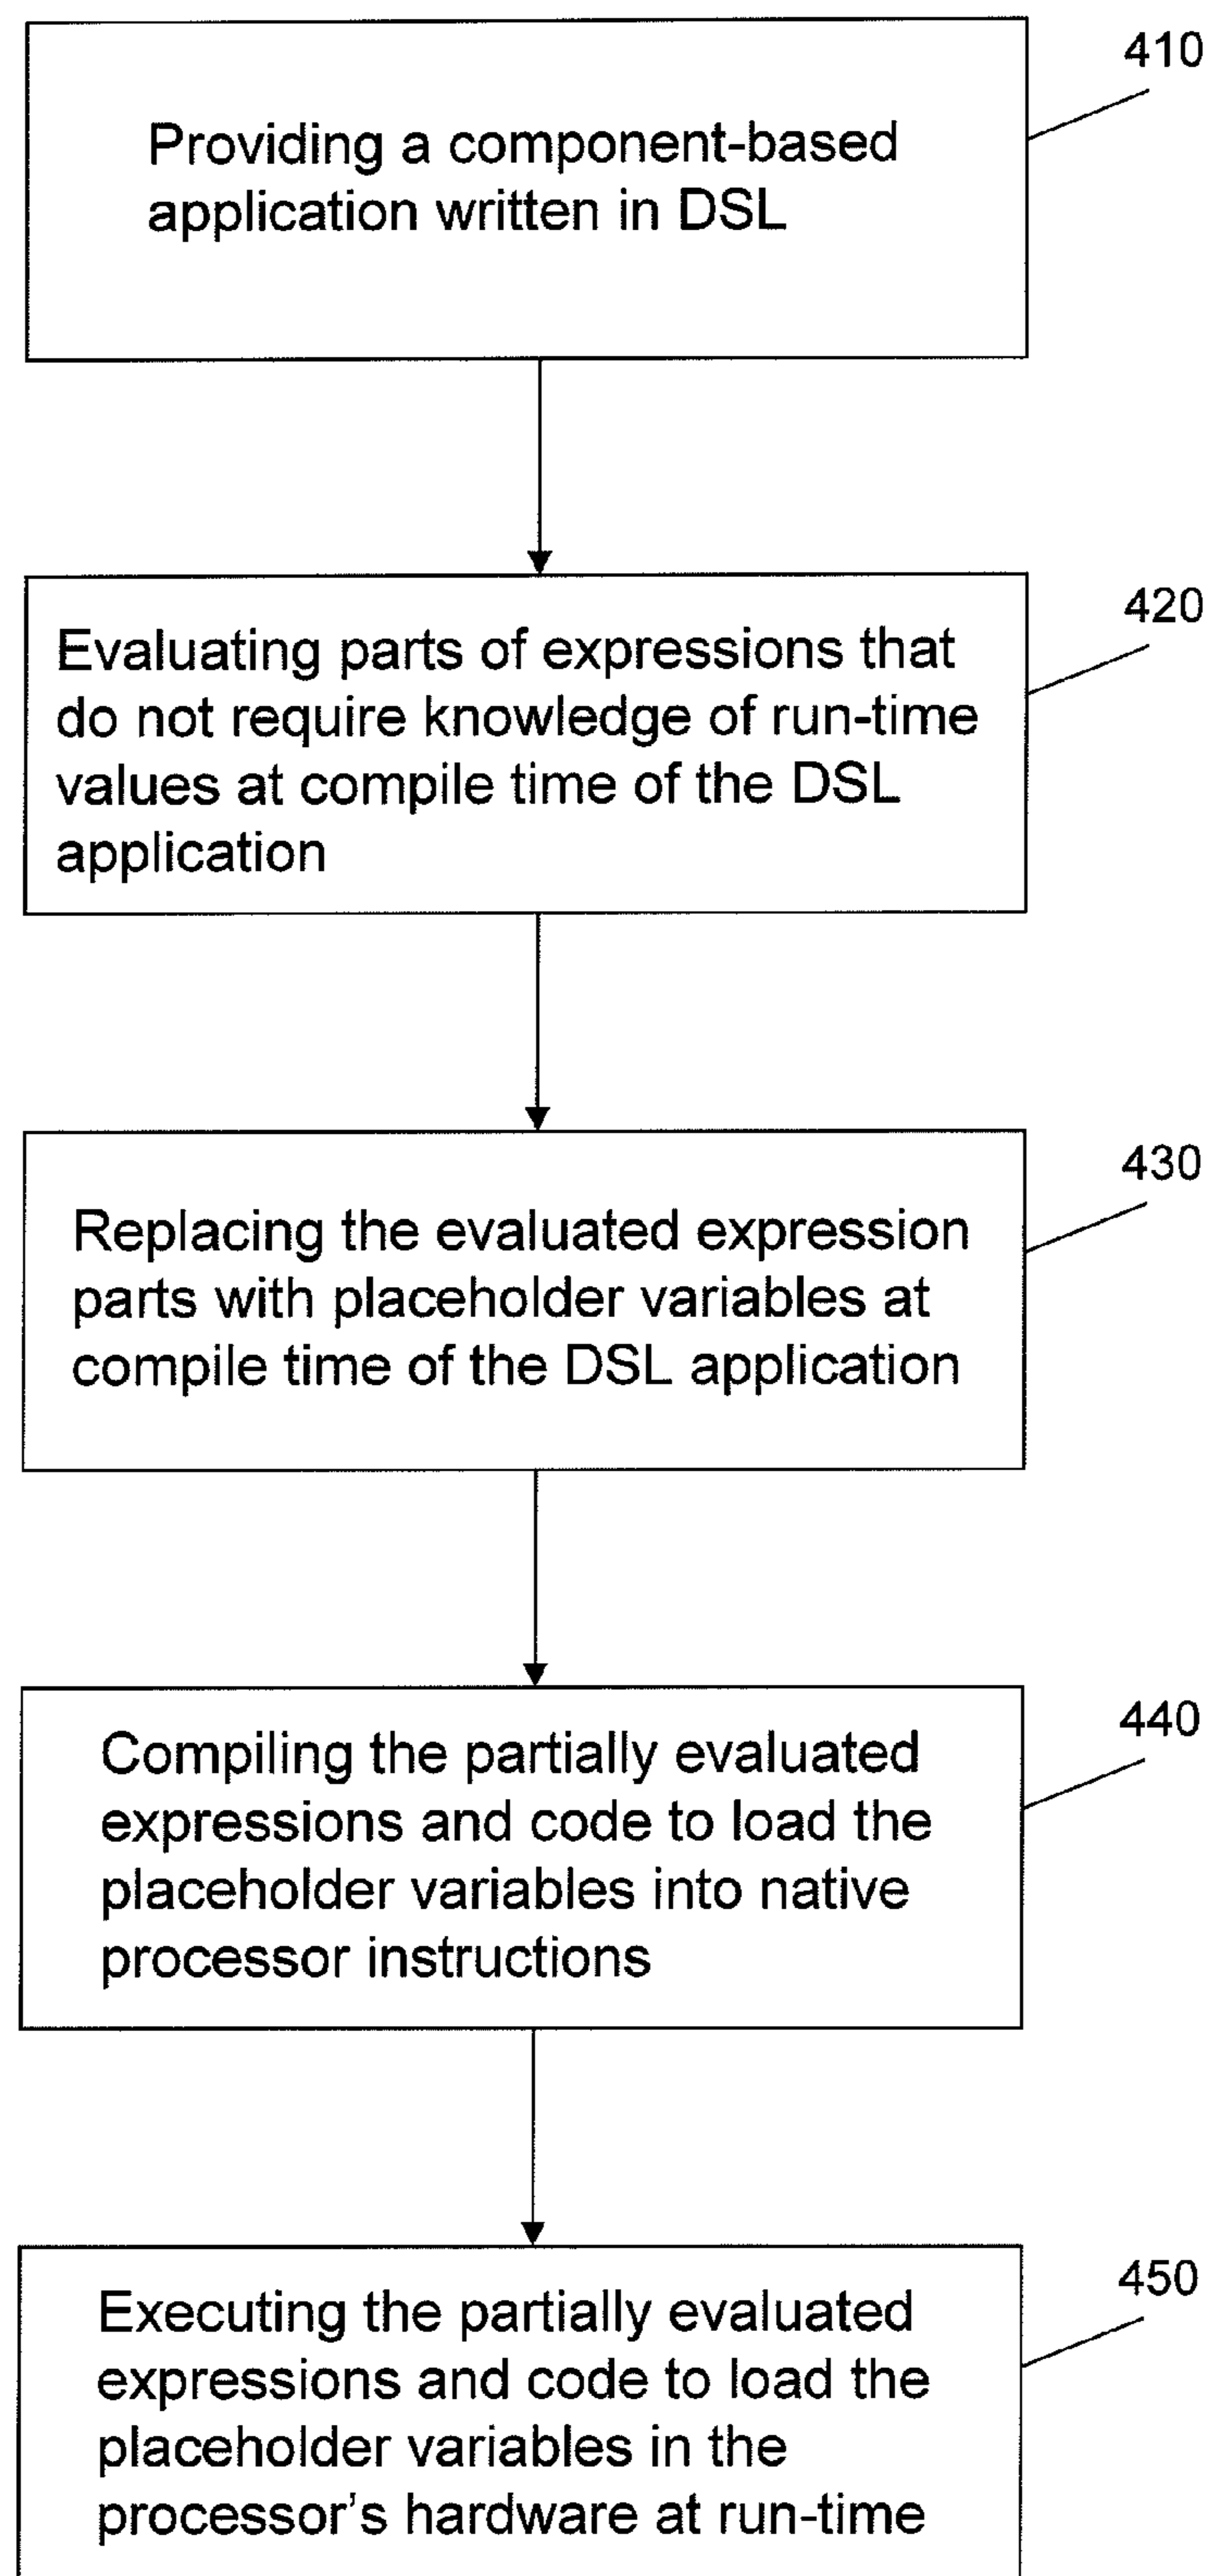 410
Providing a component-based
application written in DSL
420
Evaluating parts of expressions that
do not require knowledge of run-time
values at compile time of the DSL
application
430
Replacing the evaluated expression
parts with placeholder variables at
compile time of the DSL application
440
Compiling the partially evaluated
expressions and code to load the
placeholder variables into native
processor instructions
450
Executing the partially evaluated
expressions and code to load the
placeholder variables in the
processor's hardware at run-time